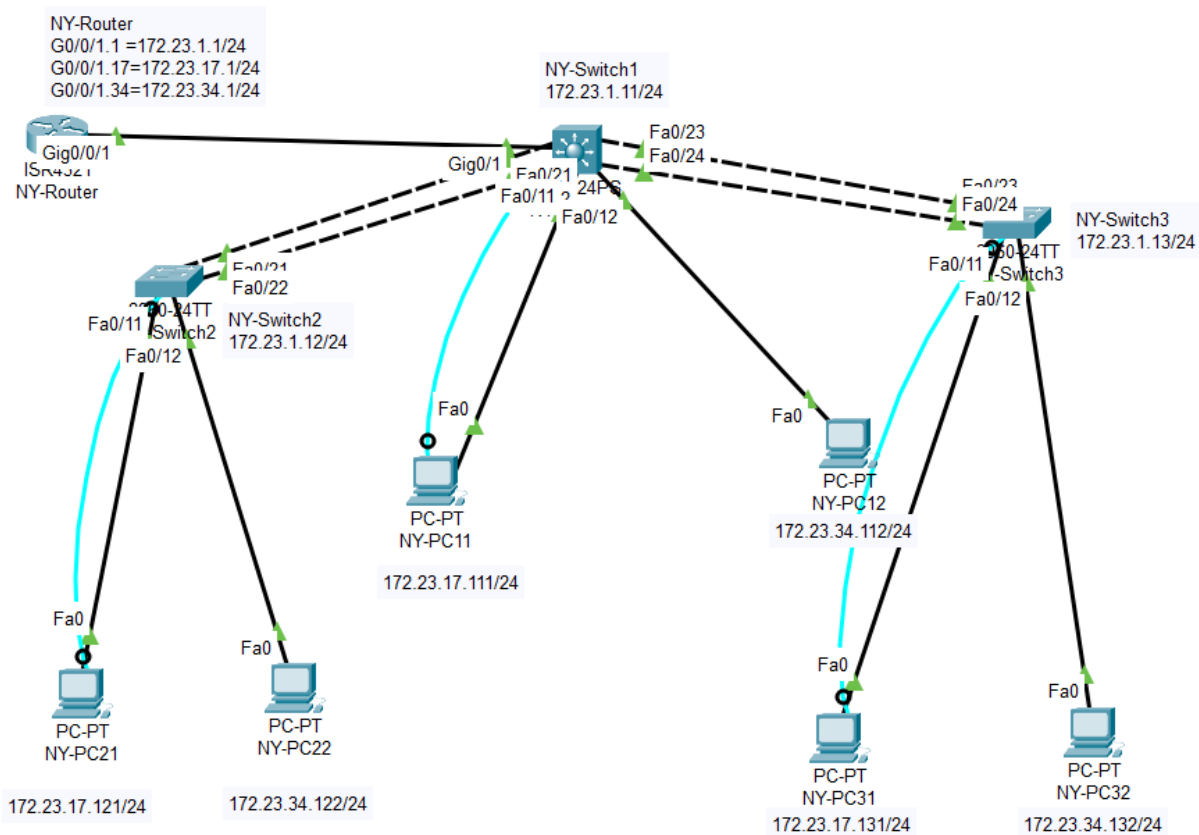 NY-Router
G0/0/1.1 =172.23.1.1/24
G0/0/1.17=172.23.17.1/24
G0/0/1.34=172.23.34.1/24
NY-Switch1
172.23.1.11/24
Gig0/0/1
NY-Router
Gig0/1
Fa0/21
Fa0/11
24PS
Fa0/12
Fa0/23
Fa0/24
Fa0/23
Fa0/24
NY-Switch3
172.23.1.13/24
Fa0/11
-24TT
-Switch3
Fa0/12
Fa0/21
Fa0/22
-24TT
Fa0/11
Switch2
Fa0/12
NY-Switch2
172.23.1.12/24
Fa0
PC-PT
NY-PC11
172.23.17.111/24
Fa0
PC-PT
NY-PC12
172.23.34.112/24
Fa0
PC-PT
NY-PC21
172.23.17.121/24
Fa0
PC-PT
NY-PC22
172.23.34.122/24
Fa0
PC-PT
NY-PC31
172.23.17.131/24
Fa0
PC-PT
NY-PC32
172.23.34.132/24